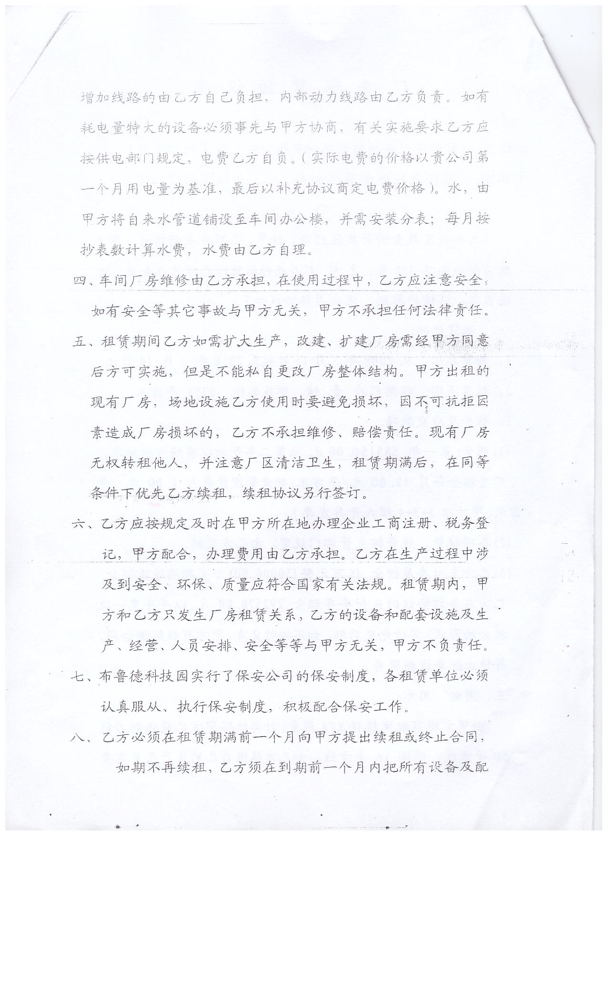 增加线路的由乙方自己负担，内部动力线路由乙方负责。如有
耗电量特大的设备必须事先与甲方协商，有关实施要求乙方应
按供电部门规定，电费乙方自负。（实际电费的价格以贵公司第
一个月用电量为基准，最后以补充协议商定电费价格）。水，由
甲方将自来水管道铺设至车间办公楼，并需安装分表；每月按
抄表数计算水费，水费由乙方自理。
四、车间厂房维修由乙方承担，在使用过程中，乙方应注意安全，
如有安全等其它事故与甲方无关，甲方不承担任何法律责任。
五、租赁期间乙方如需扩大生产，改建、扩建厂房需经甲方同意
后方可实施，但是不能私自更改厂房整体结构。甲方出租的
现有厂房，场地设施乙方使用时要避免损坏，因不可抗拒因
素造成厂房损坏的，乙方不承担维修、赔偿责任。现有厂房
无权转租他人，并注意厂区清洁卫生，租赁期满后，在同等
条件下优先乙方续租，续租协议另行签订。
六、乙方应按规定及时在甲方所在地办理企业工商注册、税务登
记，甲方配合，办理费用由乙方承担。乙方在生产过程中涉
及到安全、环保、质量应符合国家有关法规。租赁期内，甲
方和乙方只发生厂房租赁关系，乙方的设备和配套设施及生
产、经营、人员安排、安全等等与甲方无关，甲方不负责任。
七、布鲁德科技园实行了保安公司的保安制度，各租赁单位必须
认真服从、执行保安制度，积极配合保安工作。
八、乙方必须在租赁期满前一个月向甲方提出续租或终止合同，
如期不再续租，乙方须在到期前一个月内把所有设备及配